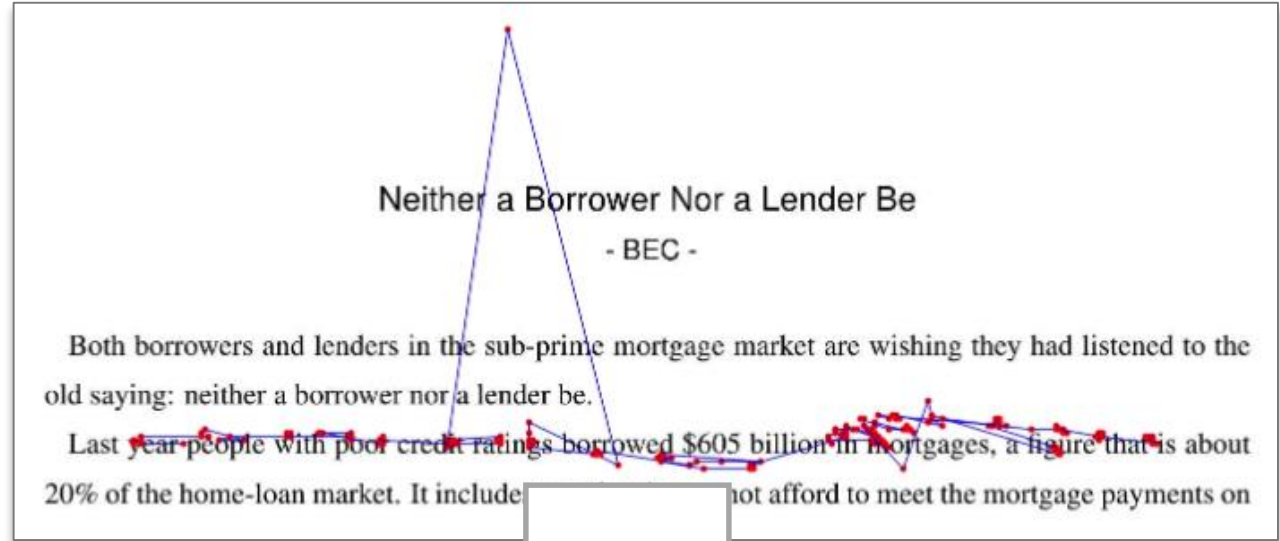 Neither a Borrower Nor a Lender Be
- BEC -
Both borrowers and lenders in the sub-prime mortgage market are wishing they had listened to the
old saying: neither a borrower nor a lender be.
Last year people with poor credit ratings borrowed $605 billion in mortgages, a figure that is about
20% of the home-loan market. It include not afford to meet the mortgage payments on